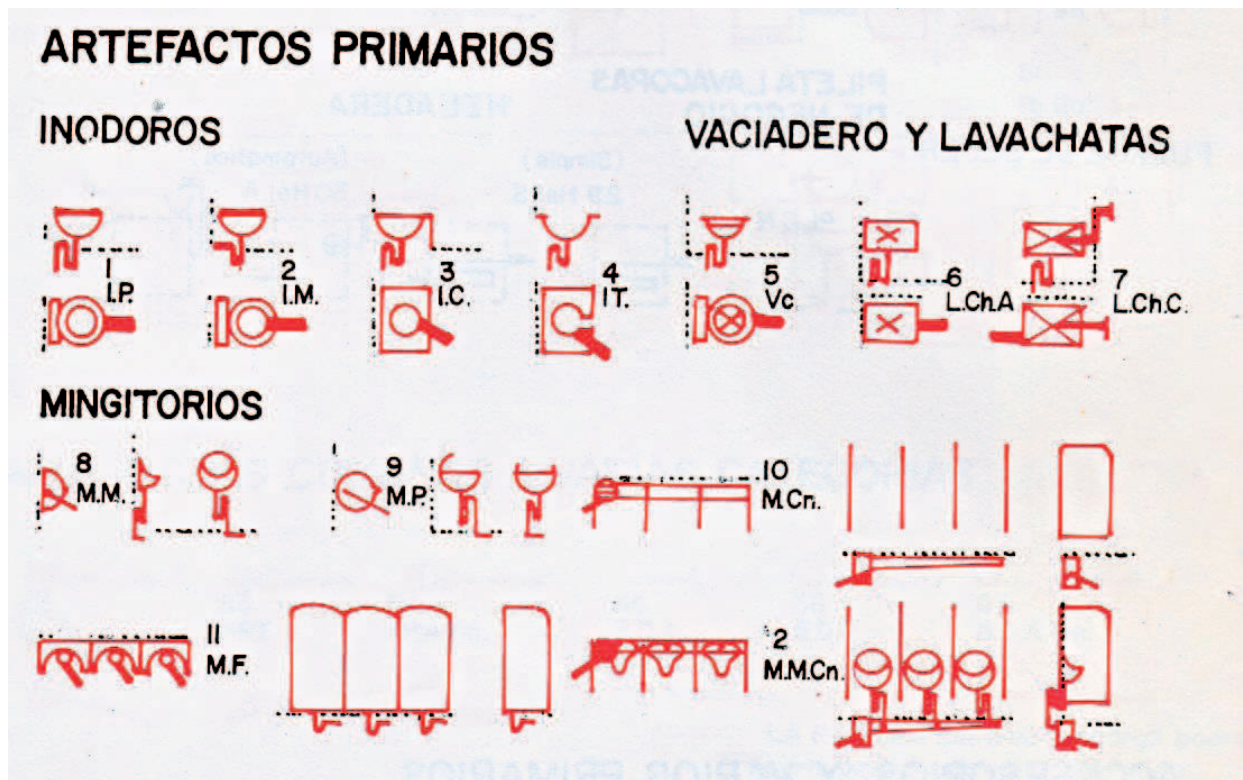 ARTEFACTOS PRIMARIOS
INODOROS
VACIADERO Y LAVACHATAS
1
I.P.
2
I.M.
3
I.C.
4
I.T.
5
Vc.
6
L.Ch.A
7
L.Ch.C.
MINGITORIOS
8
M.M.
9
M.P.
10
M.Cn.
11
M.F.
2
M.M.Cn.